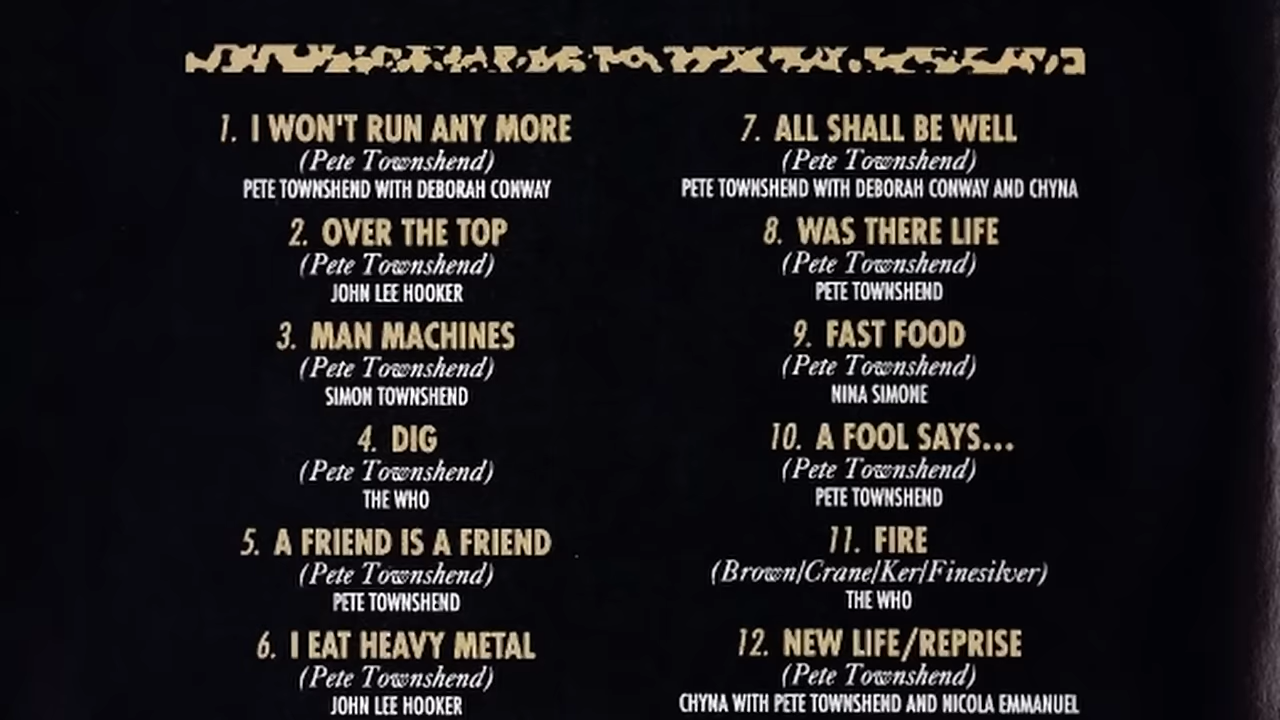 1. I WON'T RUN ANY MORE
(Pete Townshend)
PETE TOWNSHEND WITH DEBORAH CONWAY
2. OVER THE TOP
(Pete Townshend)
JOHN LEE HOOKER
3. MAN MACHINES
(Pete Townshend)
SIMON TOWNSHEND
4. DIG
(Pete Townshend)
THE WHO
5. A FRIEND IS A FRIEND
(Pete Townshend)
PETE TOWNSHEND
6. I EAT HEAVY METAL
(Pete Townshend)
JOHN LEE HOOKER
7. ALL SHALL BE WELL
(Pete Townshend)
PETE TOWNSHEND WITH DEBORAH CONWAY AND CHYNA
8. WAS THERE LIFE
(Pete Townshend)
PETE TOWNSHEND
9. FAST FOOD
(Pete Townshend)
NINA SIMONE
10. A FOOL SAYS...
(Pete Townshend)
PETE TOWNSHEND
11. FIRE
(Brown/Crane/Ker/Finesilver)
THE WHO
12. NEW LIFE/REPRISE
(Pete Townshend)
CHYNA WITH PETE TOWNSHEND AND NICOLA EMMANUEL